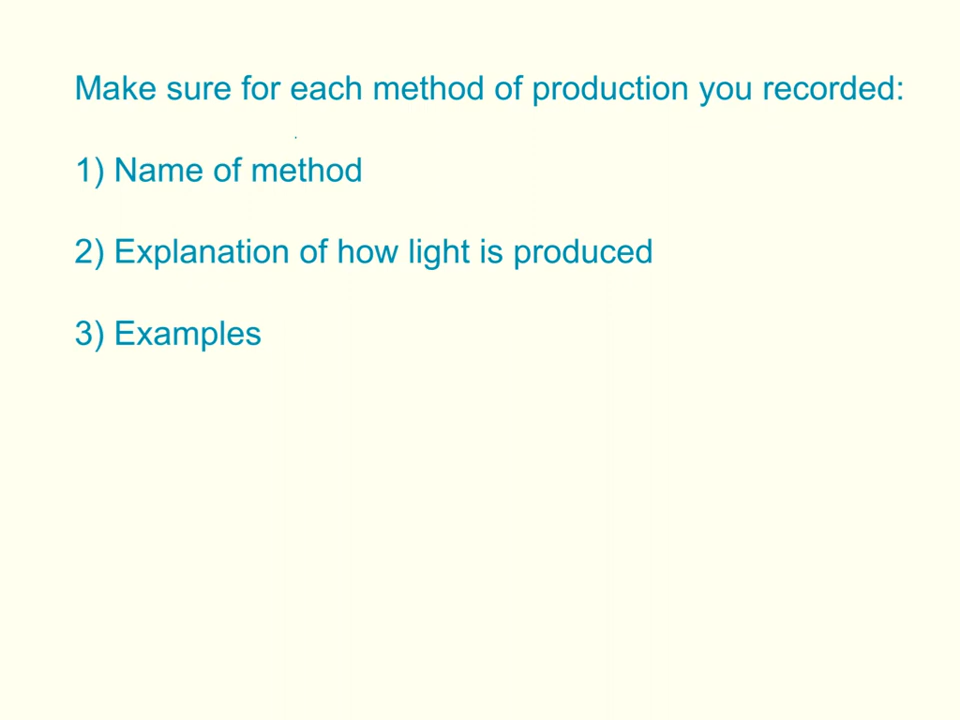 Make sure for each method of production you recorded:
1) Name of method
2) Explanation of how light is produced
3) Examples